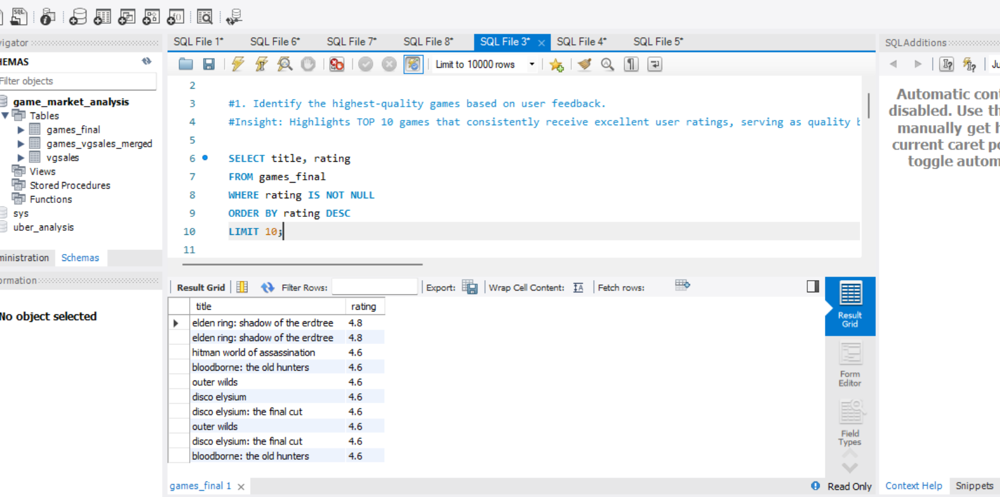 SQL
vigator
SQL File 1*
SQL File 6*
SQL File 7*
SQL File 8*
SQL File 3*
SQL File 4*
SQL File 5*
SQLAdditions
HEMAS
Filter objects
game_market_analysis
Tables
games_final
games_vgsales_merged
vgsales
Views
Stored Procedures
Functions
sys
uber_analysis
ministration
Schemas
ormation
No object selected
Limit to 10000 rows
2
3 #1. Identify the highest-quality games based on user feedback.
4 #Insight: Highlights TOP 10 games that consistently receive excellent user ratings, serving as quality b
5
6 SELECT title, rating
7 FROM games_final
8 WHERE rating IS NOT NULL
9 ORDER BY rating DESC
10 LIMIT 10;
11
Result Grid
Filter Rows:
Export:
Wrap Cell Content:
Fetch rows:
title rating
elden ring: shadow of the erdtree 4.8
elden ring: shadow of the erdtree 4.8
hitman world of assassination 4.6
bloodborne: the old hunters 4.6
outer wilds 4.6
disco elysium 4.6
disco elysium: the final cut 4.6
outer wilds 4.6
disco elysium: the final cut 4.6
bloodborne: the old hunters 4.6
Result
Grid
Form
Editor
Field
Types
games_final 1
Read Only
Ju
Automatic cont
disabled. Use th
manually get h
current caret po
toggle autom
Context Help
Snippets